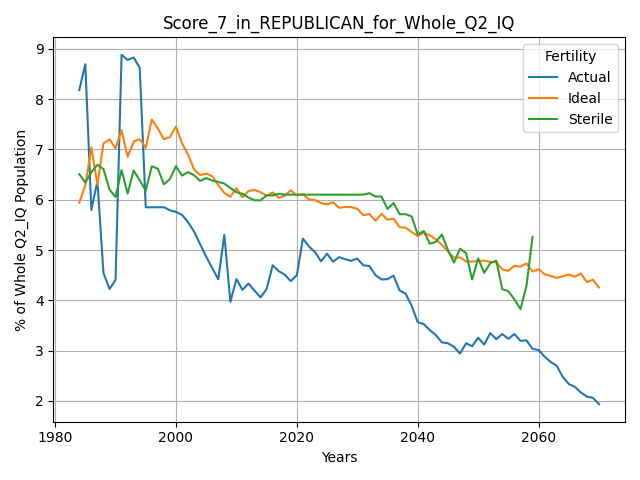 Score_7_in_REPUBLICAN_for_Whole_Q2_IQ
% of Whole Q2_IQ Population
9
8
7
6
5
4
3
2
Fertility
Actual
Ideal
Sterile
1980
2000
2020
2040
2060
Years